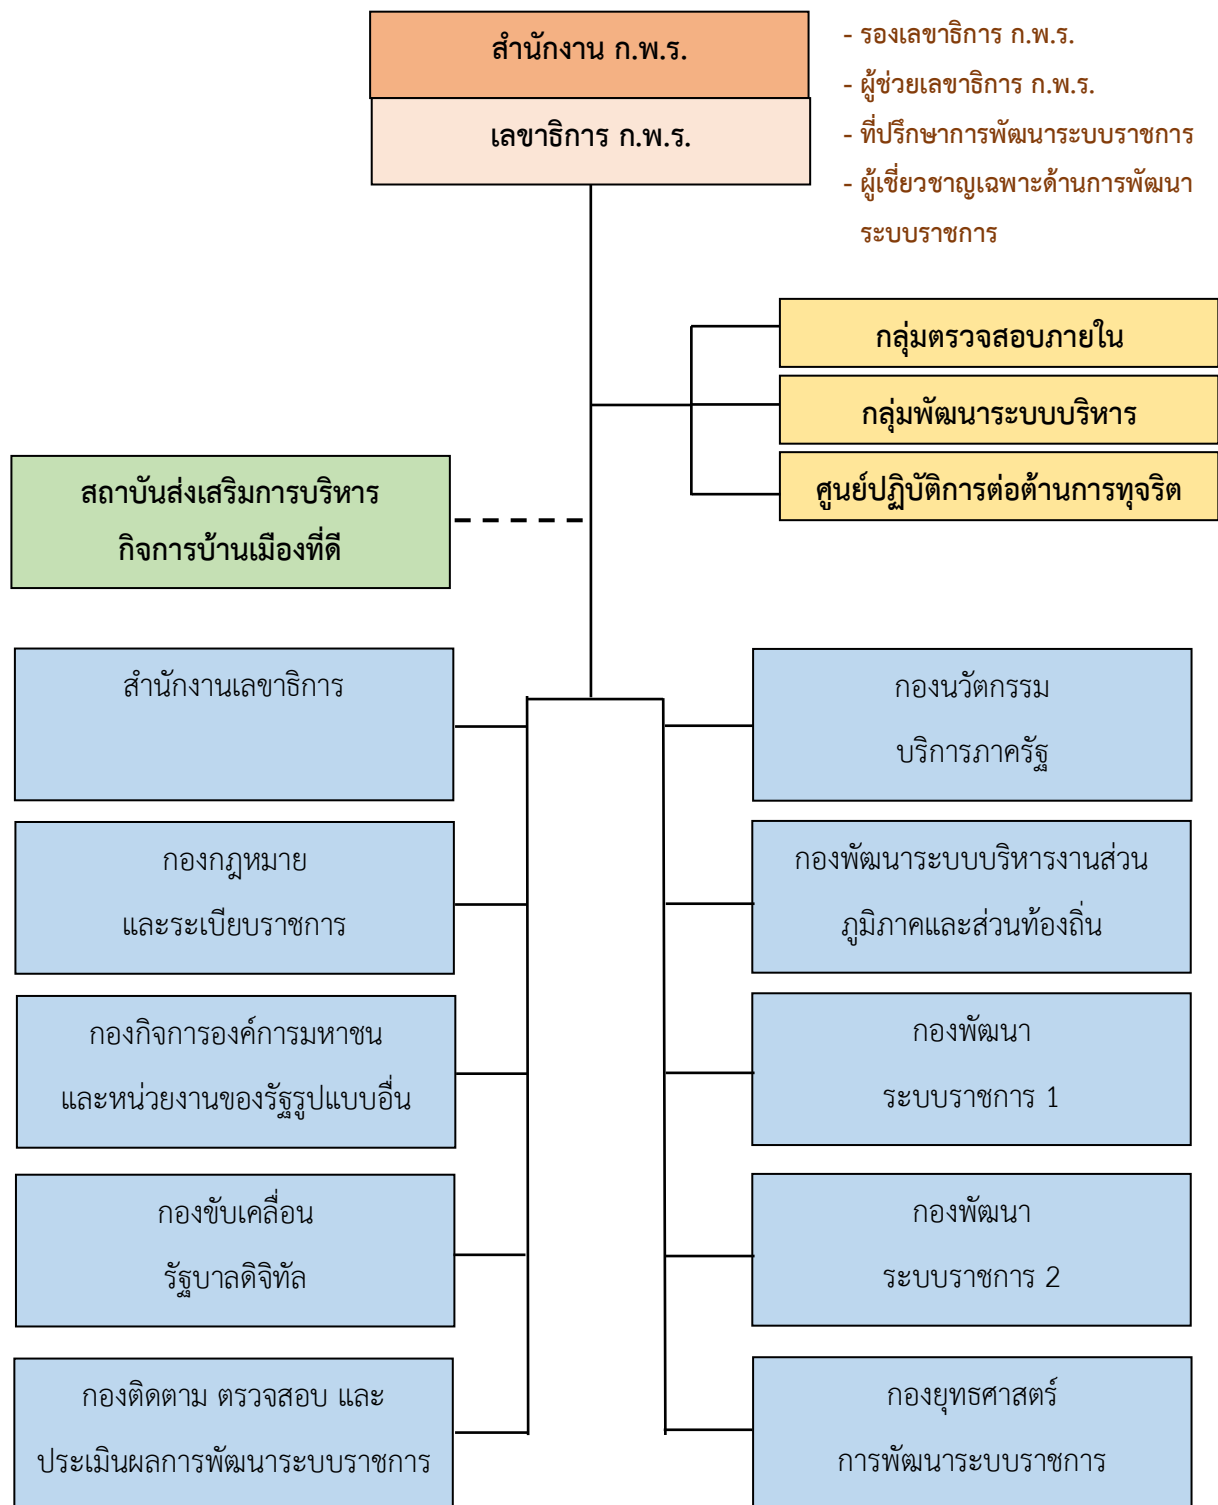 สำนักงาน ก.พ.ร.
เลขาธิการ ก.พ.ร.
- รองเลขาธิการ ก.พ.ร.
- ผู้ช่วยเลขาธิการ ก.พ.ร.
- ที่ปรึกษาการพัฒนาระบบราชการ
- ผู้เชี่ยวชาญเฉพาะด้านการพัฒนา
ระบบราชการ
กลุ่มตรวจสอบภายใน
กลุ่มพัฒนาระบบบริหาร
ศูนย์ปฏิบัติการต่อต้านการทุจริต
สถาบันส่งเสริมการบริหาร
กิจการบ้านเมืองที่ดี
สำนักงานเลขาธิการ
กองกฎหมาย
และระเบียบราชการ
กองกิจการองค์การมหาชน
และหน่วยงานของรัฐรูปแบบอื่น
กองขับเคลื่อน
รัฐบาลดิจิทัล
กองติดตาม ตรวจสอบ และ
ประเมินผลการพัฒนาระบบราชการ
กองนวัตกรรม
บริการภาครัฐ
กองพัฒนาระบบบริหารงานส่วน
ภูมิภาคและส่วนท้องถิ่น
กองพัฒนา
ระบบราชการ 1
กองพัฒนา
ระบบราชการ 2
กองยุทธศาสตร์
การพัฒนาระบบราชการ